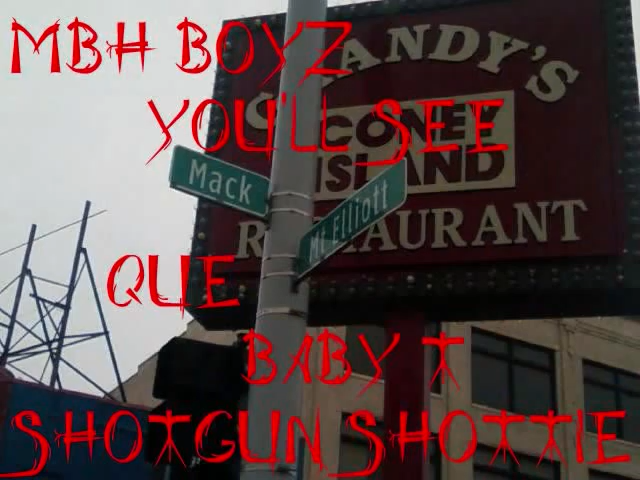 MBH BOYZ
ANDY'S
YOU'LL SEE
CONEY
ISLAND
Mack
Mt Elliott
RESTAURANT
QUE
BABY T
SHOTGUN SHOTTIE